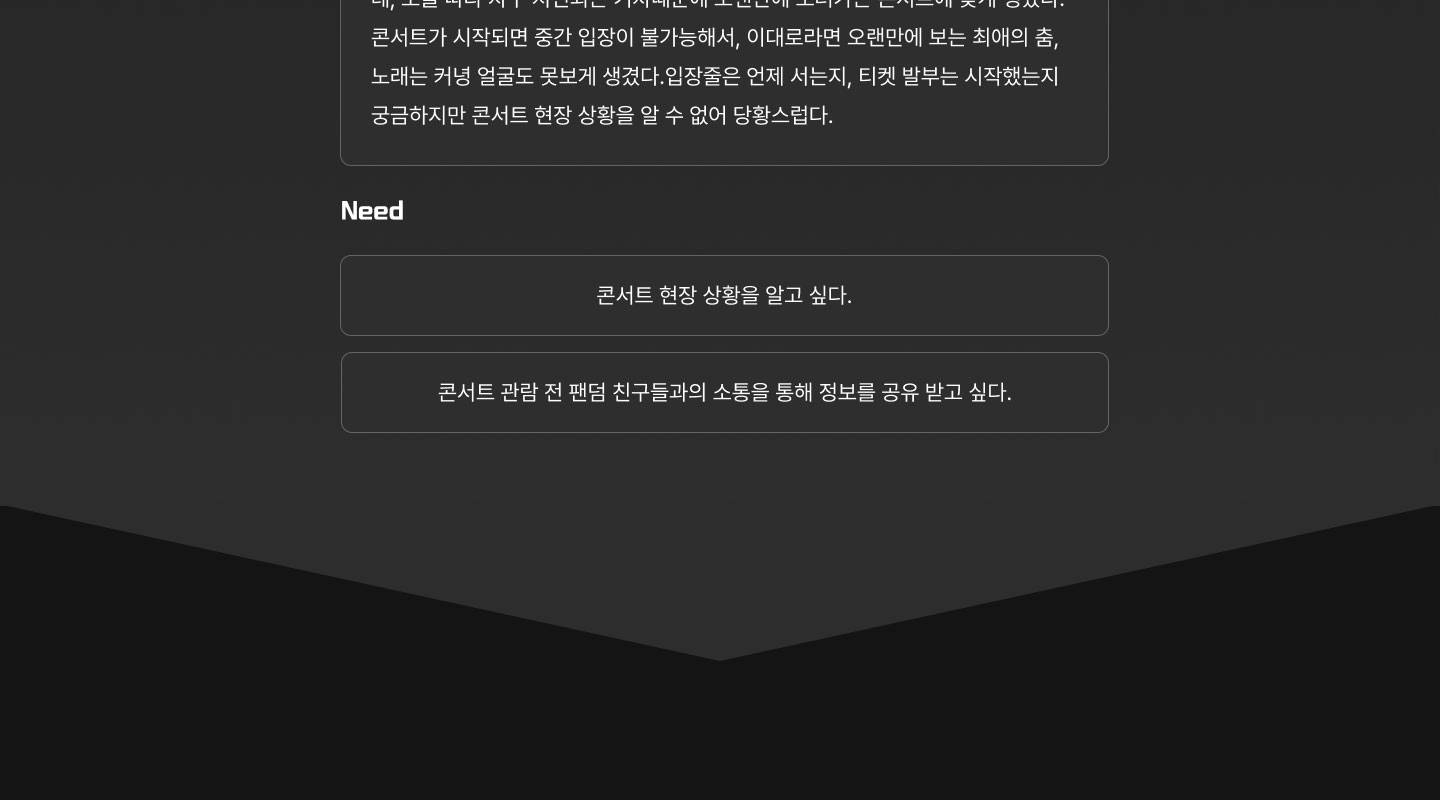 콘서트가 시작되면 중간 입장이 불가능해서, 이대로라면 오랜만에 보는 최애의 춤,
노래는 커녕 얼굴도 못보게 생겼다.입장줄은 언제 서는지, 티켓 발부는 시작했는지
궁금하지만 콘서트 현장 상황을 알 수 없어 당황스럽다.
Need
콘서트 현장 상황을 알고 싶다.
콘서트 관람 전 팬덤 친구들과의 소통을 통해 정보를 공유 받고 싶다.